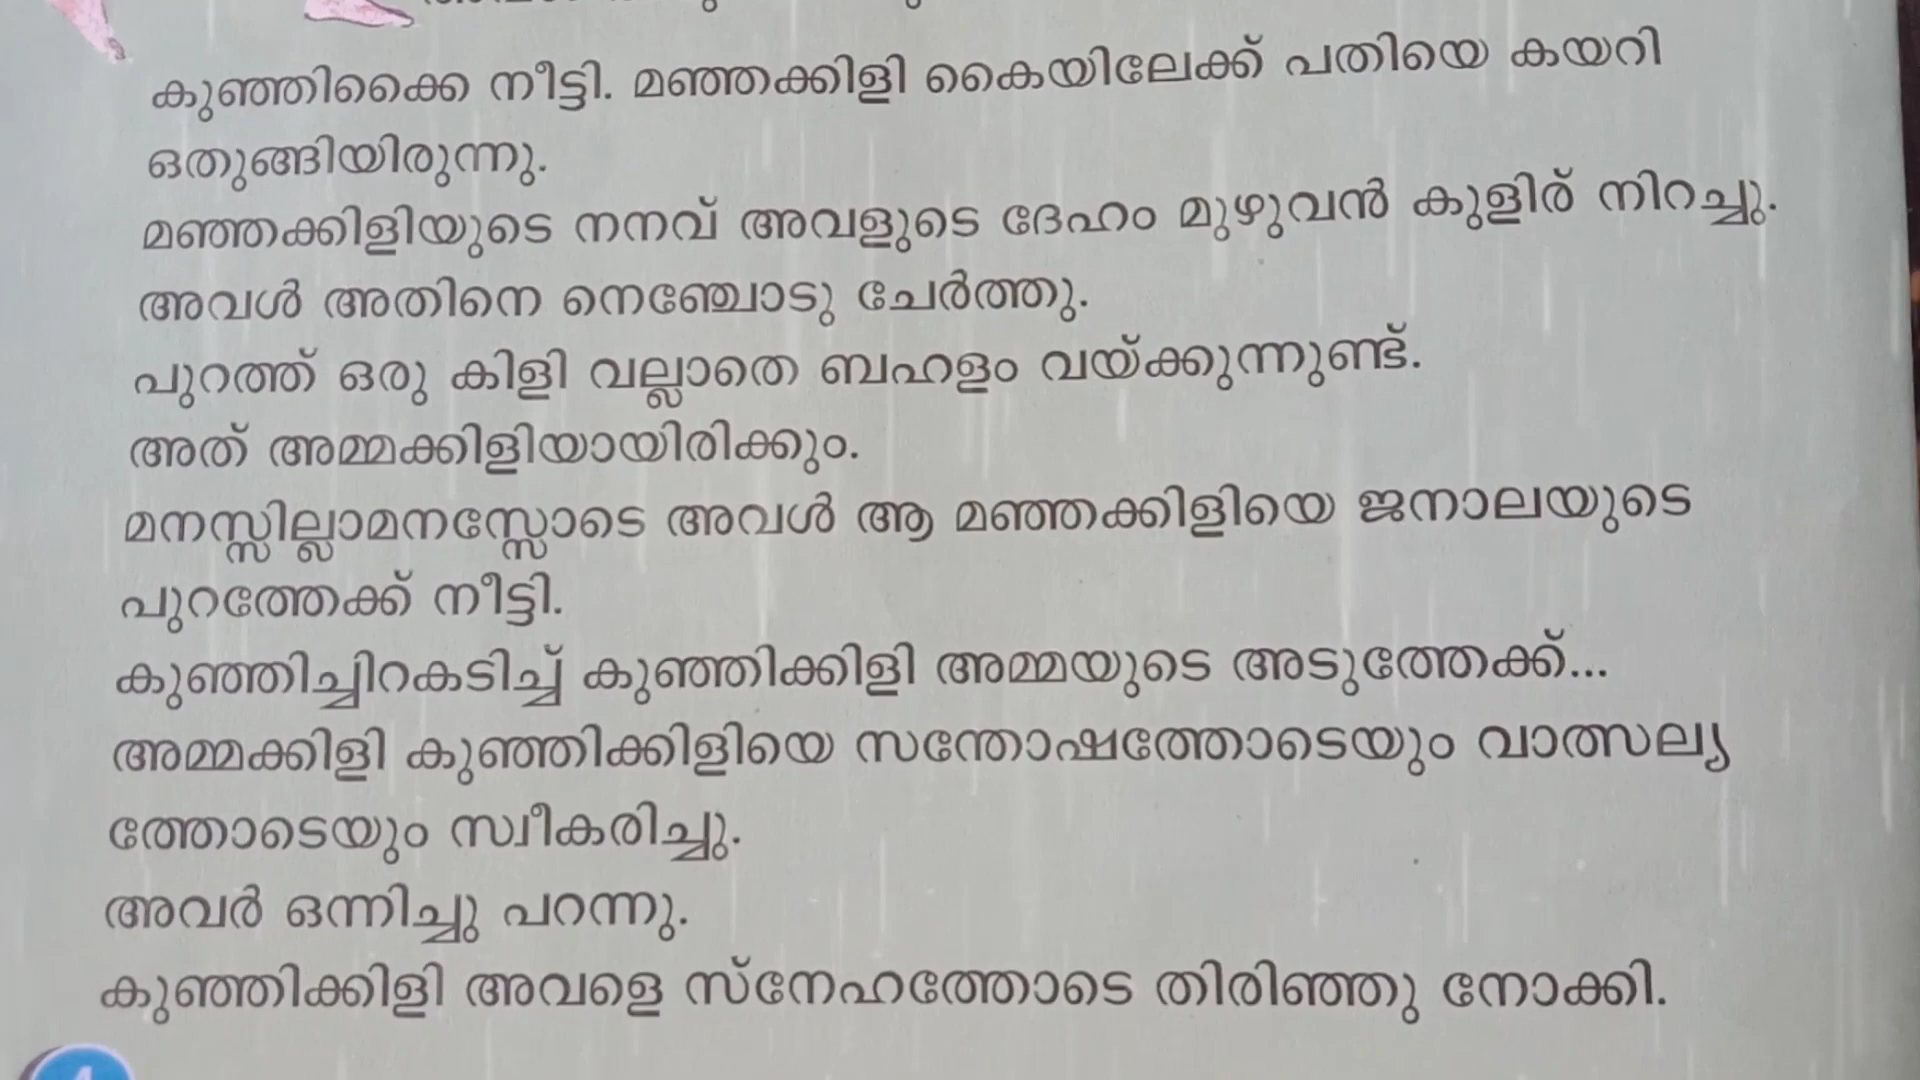 കുഞ്ഞിക്കൈ നീട്ടി. മഞ്ഞക്കിളി കൈയിലേക്ക് പതിയെ കയറി
ഒതുങ്ങിയിരുന്നു.
മഞ്ഞക്കിളിയുടെ നനവ് അവളുടെ ദേഹം മുഴുവൻ കുളിര് നിറച്ചു.
അവൾ അതിനെ നെഞ്ചോടു ചേർത്തു.
പുറത്ത് ഒരു കിളി വല്ലാതെ ബഹളം വയ്ക്കുന്നുണ്ട്.
അത് അമ്മക്കിളിയായിരിക്കും.
മനസ്സില്ലാമനസ്സോടെ അവൾ ആ മഞ്ഞക്കിളിയെ ജനാലയുടെ
പുറത്തേക്ക് നീട്ടി.
കുഞ്ഞിച്ചിറകടിച്ച് കുഞ്ഞിക്കിളി അമ്മയുടെ അടുത്തേക്ക്...
അമ്മക്കിളി കുഞ്ഞിക്കിളിയെ സന്തോഷത്തോടെയും വാത്സല്യ
ത്തോടെയും സ്വീകരിച്ചു.
അവർ ഒന്നിച്ചു പറന്നു.
കുഞ്ഞിക്കിളി അവളെ സ്നേഹത്തോടെ തിരിഞ്ഞു നോക്കി.